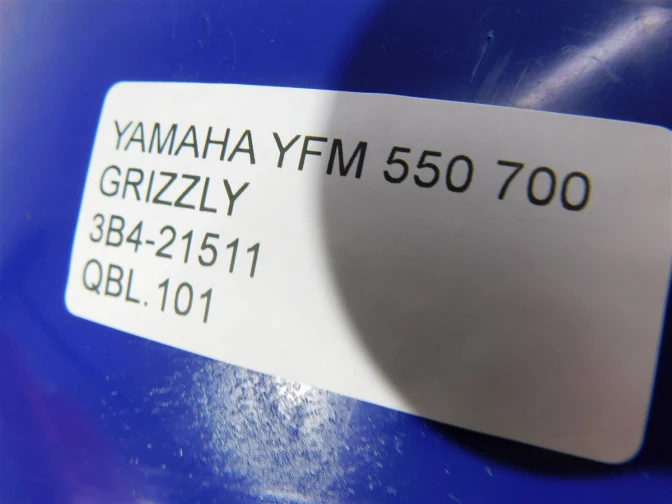 YAMAHA YFM 550 700
GRIZZLY
3B4-21511
QBL.101